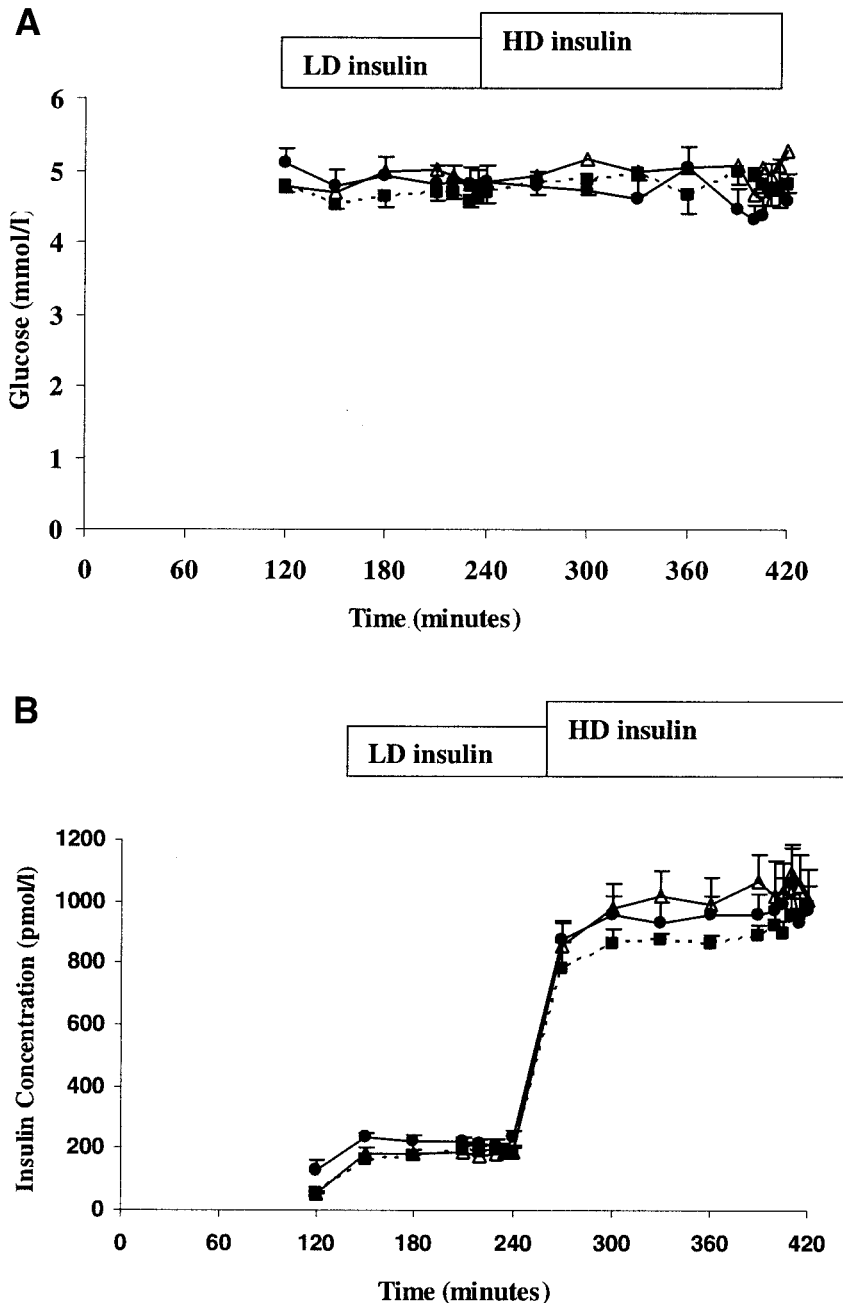 A
LD insulin
HD insulin
6
5
4
3
2
1
0
Glucose (mmol/l)
0 60 120 180 240 300 360 420
Time (minutes)
B
LD insulin
HD insulin
1200
1000
800
600
400
200
0
Insulin Concentration (pmol/l)
0 60 120 180 240 300 360 420
Time (minutes)